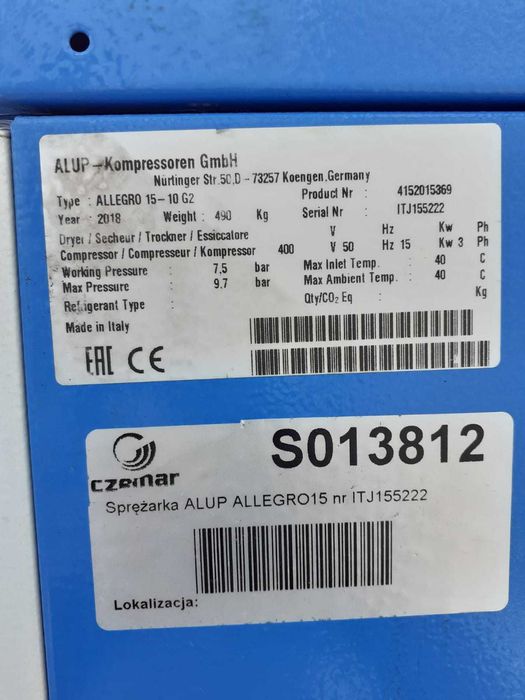 ALUP-Kompressoren GmbH
Nürtinger Str.50,D - 73257 Koengen,Germany
Type : ALLEGRO 15-10 G2 Product Nr : 4152015369
Year : 2018 Weight : 490 Kg Serial Nr : ITJ155222
Dryer / Secheur / Trockner / Essiccatore V Hz Kw Ph
Compressor / Compresseur / Kompressor 400 V 50 Hz 15 Kw 3 Ph
Working Pressure : 7,5 bar Max Inlet Temp. : 40 C
Max Pressure : 9.7 bar Max Ambient Temp. : 40 C
Refrigerant Type : Qty/CO₂ Eq : Kg
Made in Italy
EAC CE
czemar
S013812
Sprężarka ALUP ALLEGRO15 nr ITJ155222
Lokalizacja: